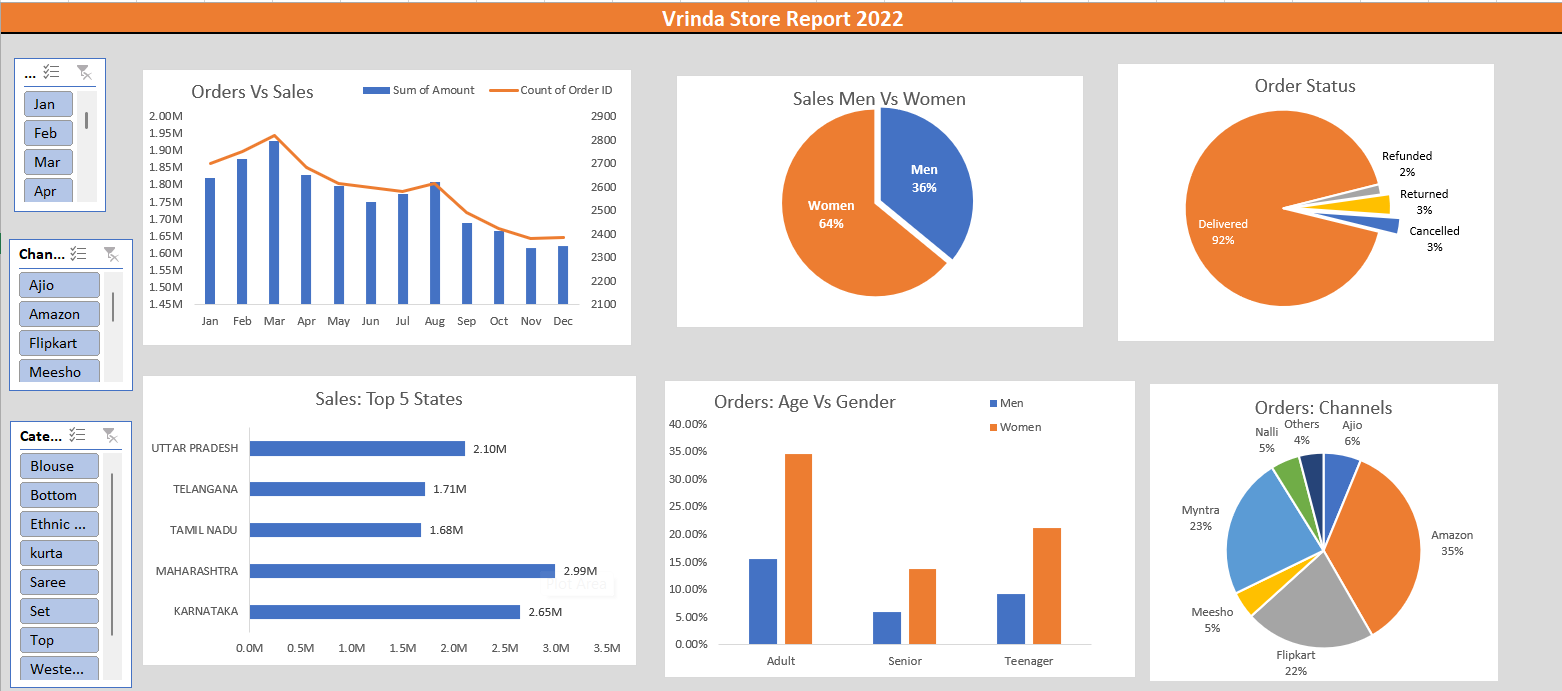 Vrinda Store Report 2022
...
Jan
Feb
Mar
Apr
Chan...
Ajio
Amazon
Flipkart
Meesho
Cate...
Blouse
Bottom
Ethnic ...
kurta
Saree
Set
Top
Weste...
Orders Vs Sales
Sum of Amount
Count of Order ID
2.00M
1.95M
1.90M
1.85M
1.80M
1.75M
1.70M
1.65M
1.60M
1.55M
1.50M
1.45M
2900
2800
2700
2600
2500
2400
2300
2200
2100
Jan Feb Mar Apr May Jun Jul Aug Sep Oct Nov Dec
Sales Men Vs Women
Men
36%
Women
64%
Order Status
Refunded
2%
Returned
3%
Cancelled
3%
Delivered
92%
Sales: Top 5 States
UTTAR PRADESH 2.10M
TELANGANA 1.71M
TAMIL NADU 1.68M
MAHARASHTRA 2.99M
Plot Area
KARNATAKA 2.65M
0.0M 0.5M 1.0M 1.5M 2.0M 2.5M 3.0M 3.5M
Orders: Age Vs Gender
Men
Women
40.00%
35.00%
30.00%
25.00%
20.00%
15.00%
10.00%
5.00%
0.00%
Adult Senior Teenager
Orders: Channels
Nalli
5%
Others
4%
Ajio
6%
Myntra
23%
Amazon
35%
Meesho
5%
Flipkart
22%